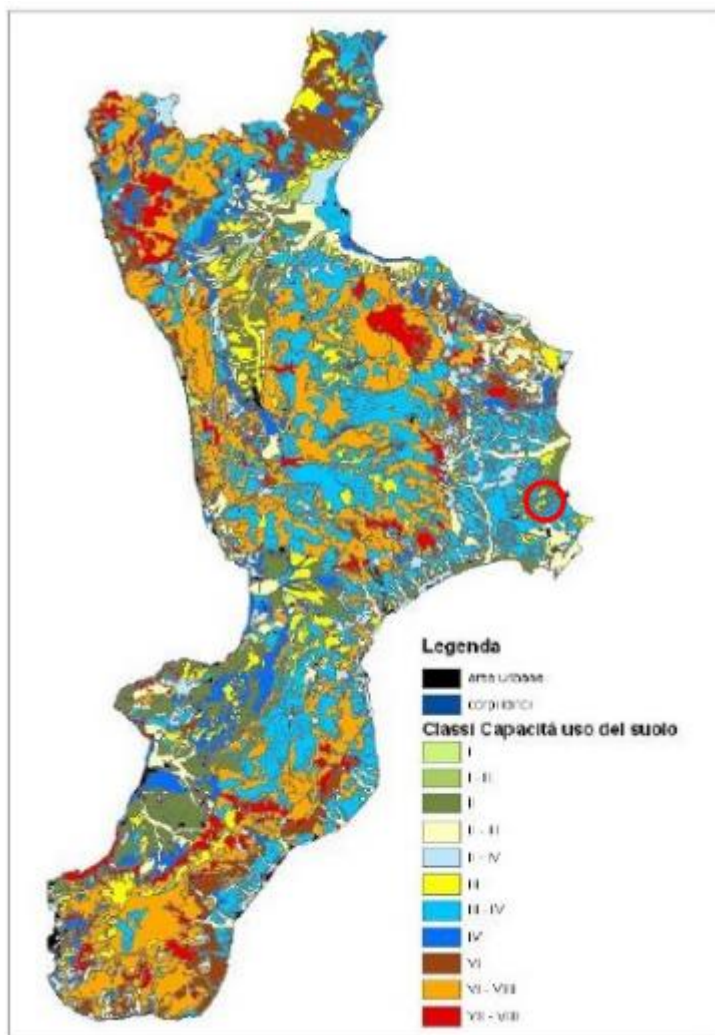 Legenda
aree urbane
corpi idrici
Classi Capacità uso del suolo
I
I - II
II
II - III
II - IV
III
III - IV
IV
VI
VI - VIII
VII - VIII